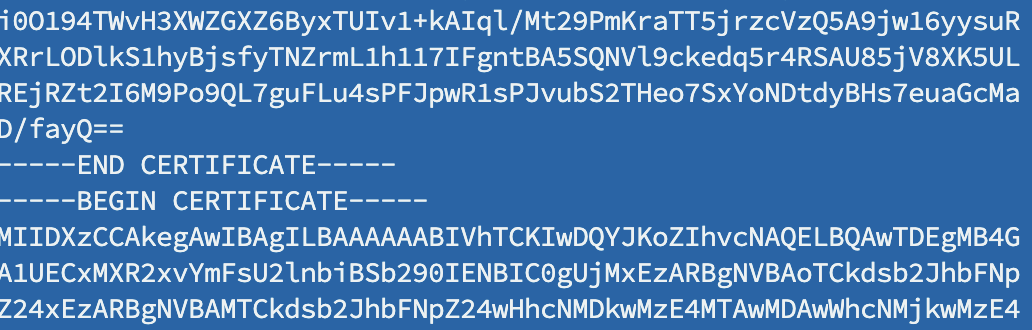 i0O194TWvH3XWZGXZ6ByxTUIv1+kAIql/Mt29PmKraTT5jrzcVzQ5A9jw16yysuR
XRrLODlkS1hyBjsfyTNZrmL1h117IFgntBA5SQNVl9ckedq5r4RSAU85jV8XK5UL
REjRZt2I6M9Po9QL7guFLu4sPFJpwR1sPJvubS2THeo7SxYoNDtdyBHs7euaGcMa
D/fayQ==
-----END CERTIFICATE-----
-----BEGIN CERTIFICATE-----
MIIDXzCCAkegAwIBAgILBAAAAAABIVhTCKIwDQYJKoZIhvcNAQELBQAwTDEgMB4G
A1UECxMXR2xvYmFsU2lnbiBSb290IENBIC0gUjMxEzARBgNVBAoTCkdsb2JhbFNp
Z24xEzARBgNVBAMTCkdsb2JhbFNpZ24wHhcNMDkwMzE4MTAwMDAwWhcNMjkwMzE4